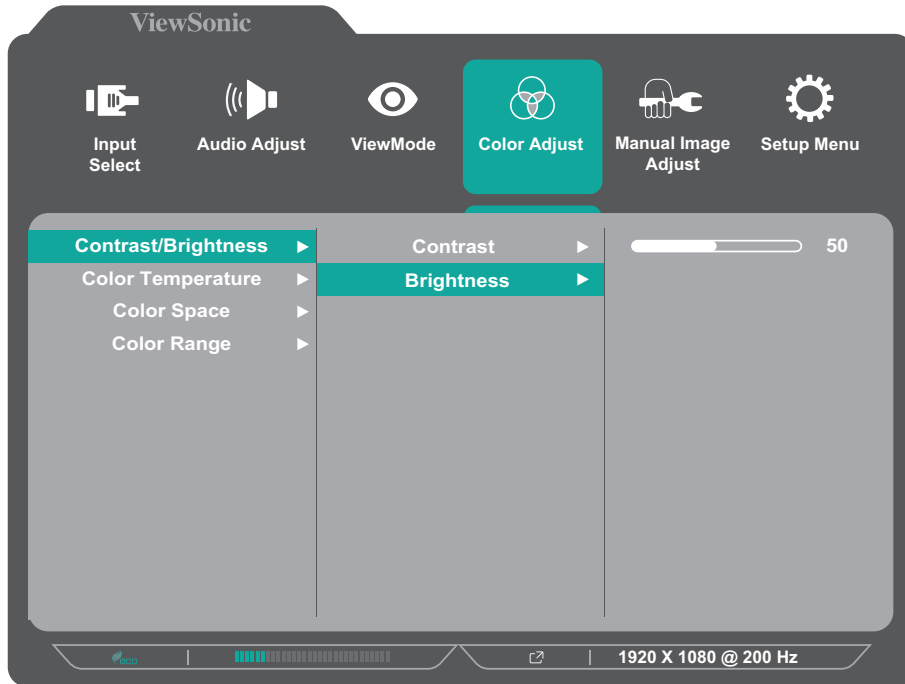 ViewSonic
Input
Select
Audio Adjust
ViewMode
Color Adjust
Manual Image
Adjust
Setup Menu
Contrast/Brightness
Contrast
50
Color Temperature
Brightness
Color Space
Color Range
eco
1920 X 1080 @ 200 Hz